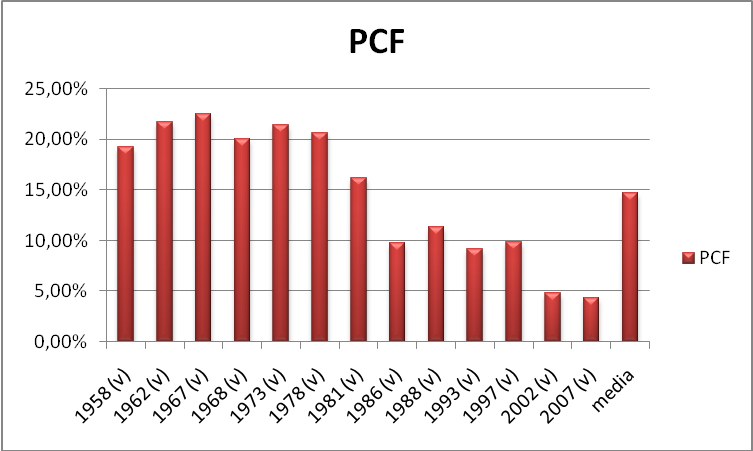 PCF
25,00%
20,00%
15,00%
10,00%
5,00%
0,00%
1958 (v)
1962 (v)
1967 (v)
1968 (v)
1973 (v)
1978 (v)
1981 (v)
1986 (v)
1988 (v)
1993 (v)
1997 (v)
2002 (v)
2007 (v)
media
PCF